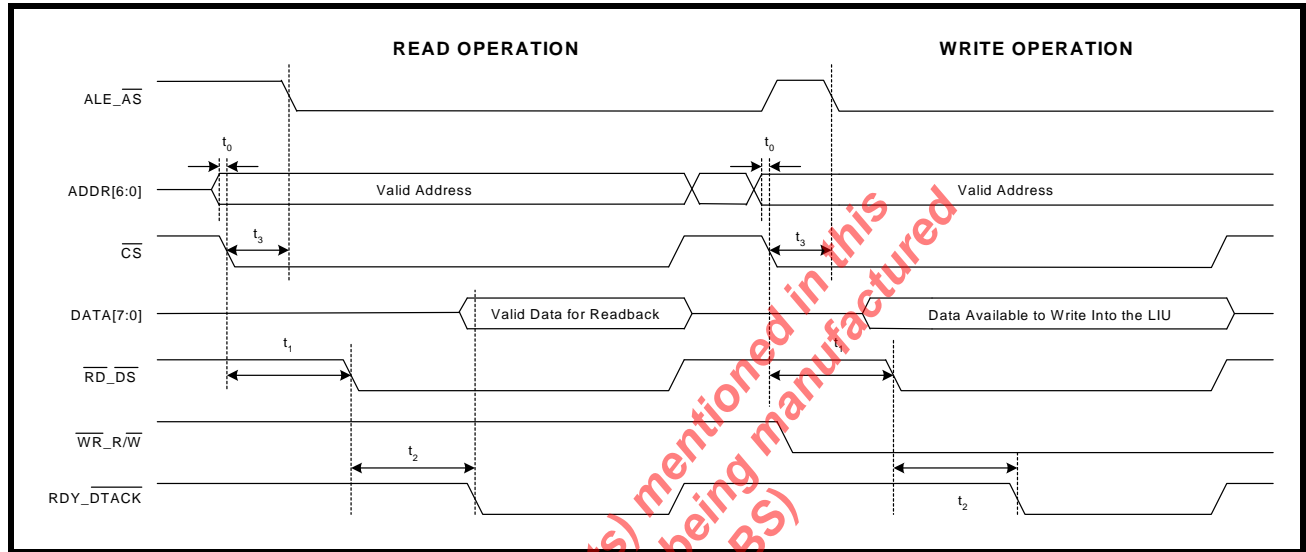 READ OPERATION WRITE OPERATION
ALE_AS
t0 t0
ADDR[6:0] Valid Address Valid Address
t3 t3
CS
DATA[7:0] Valid Data for Readback Data Available to Write Into the LIU
t1 t1
RD_DS
WR_R/W
t2 t2
RDY_DTACK
mentioned in this
being manufactured